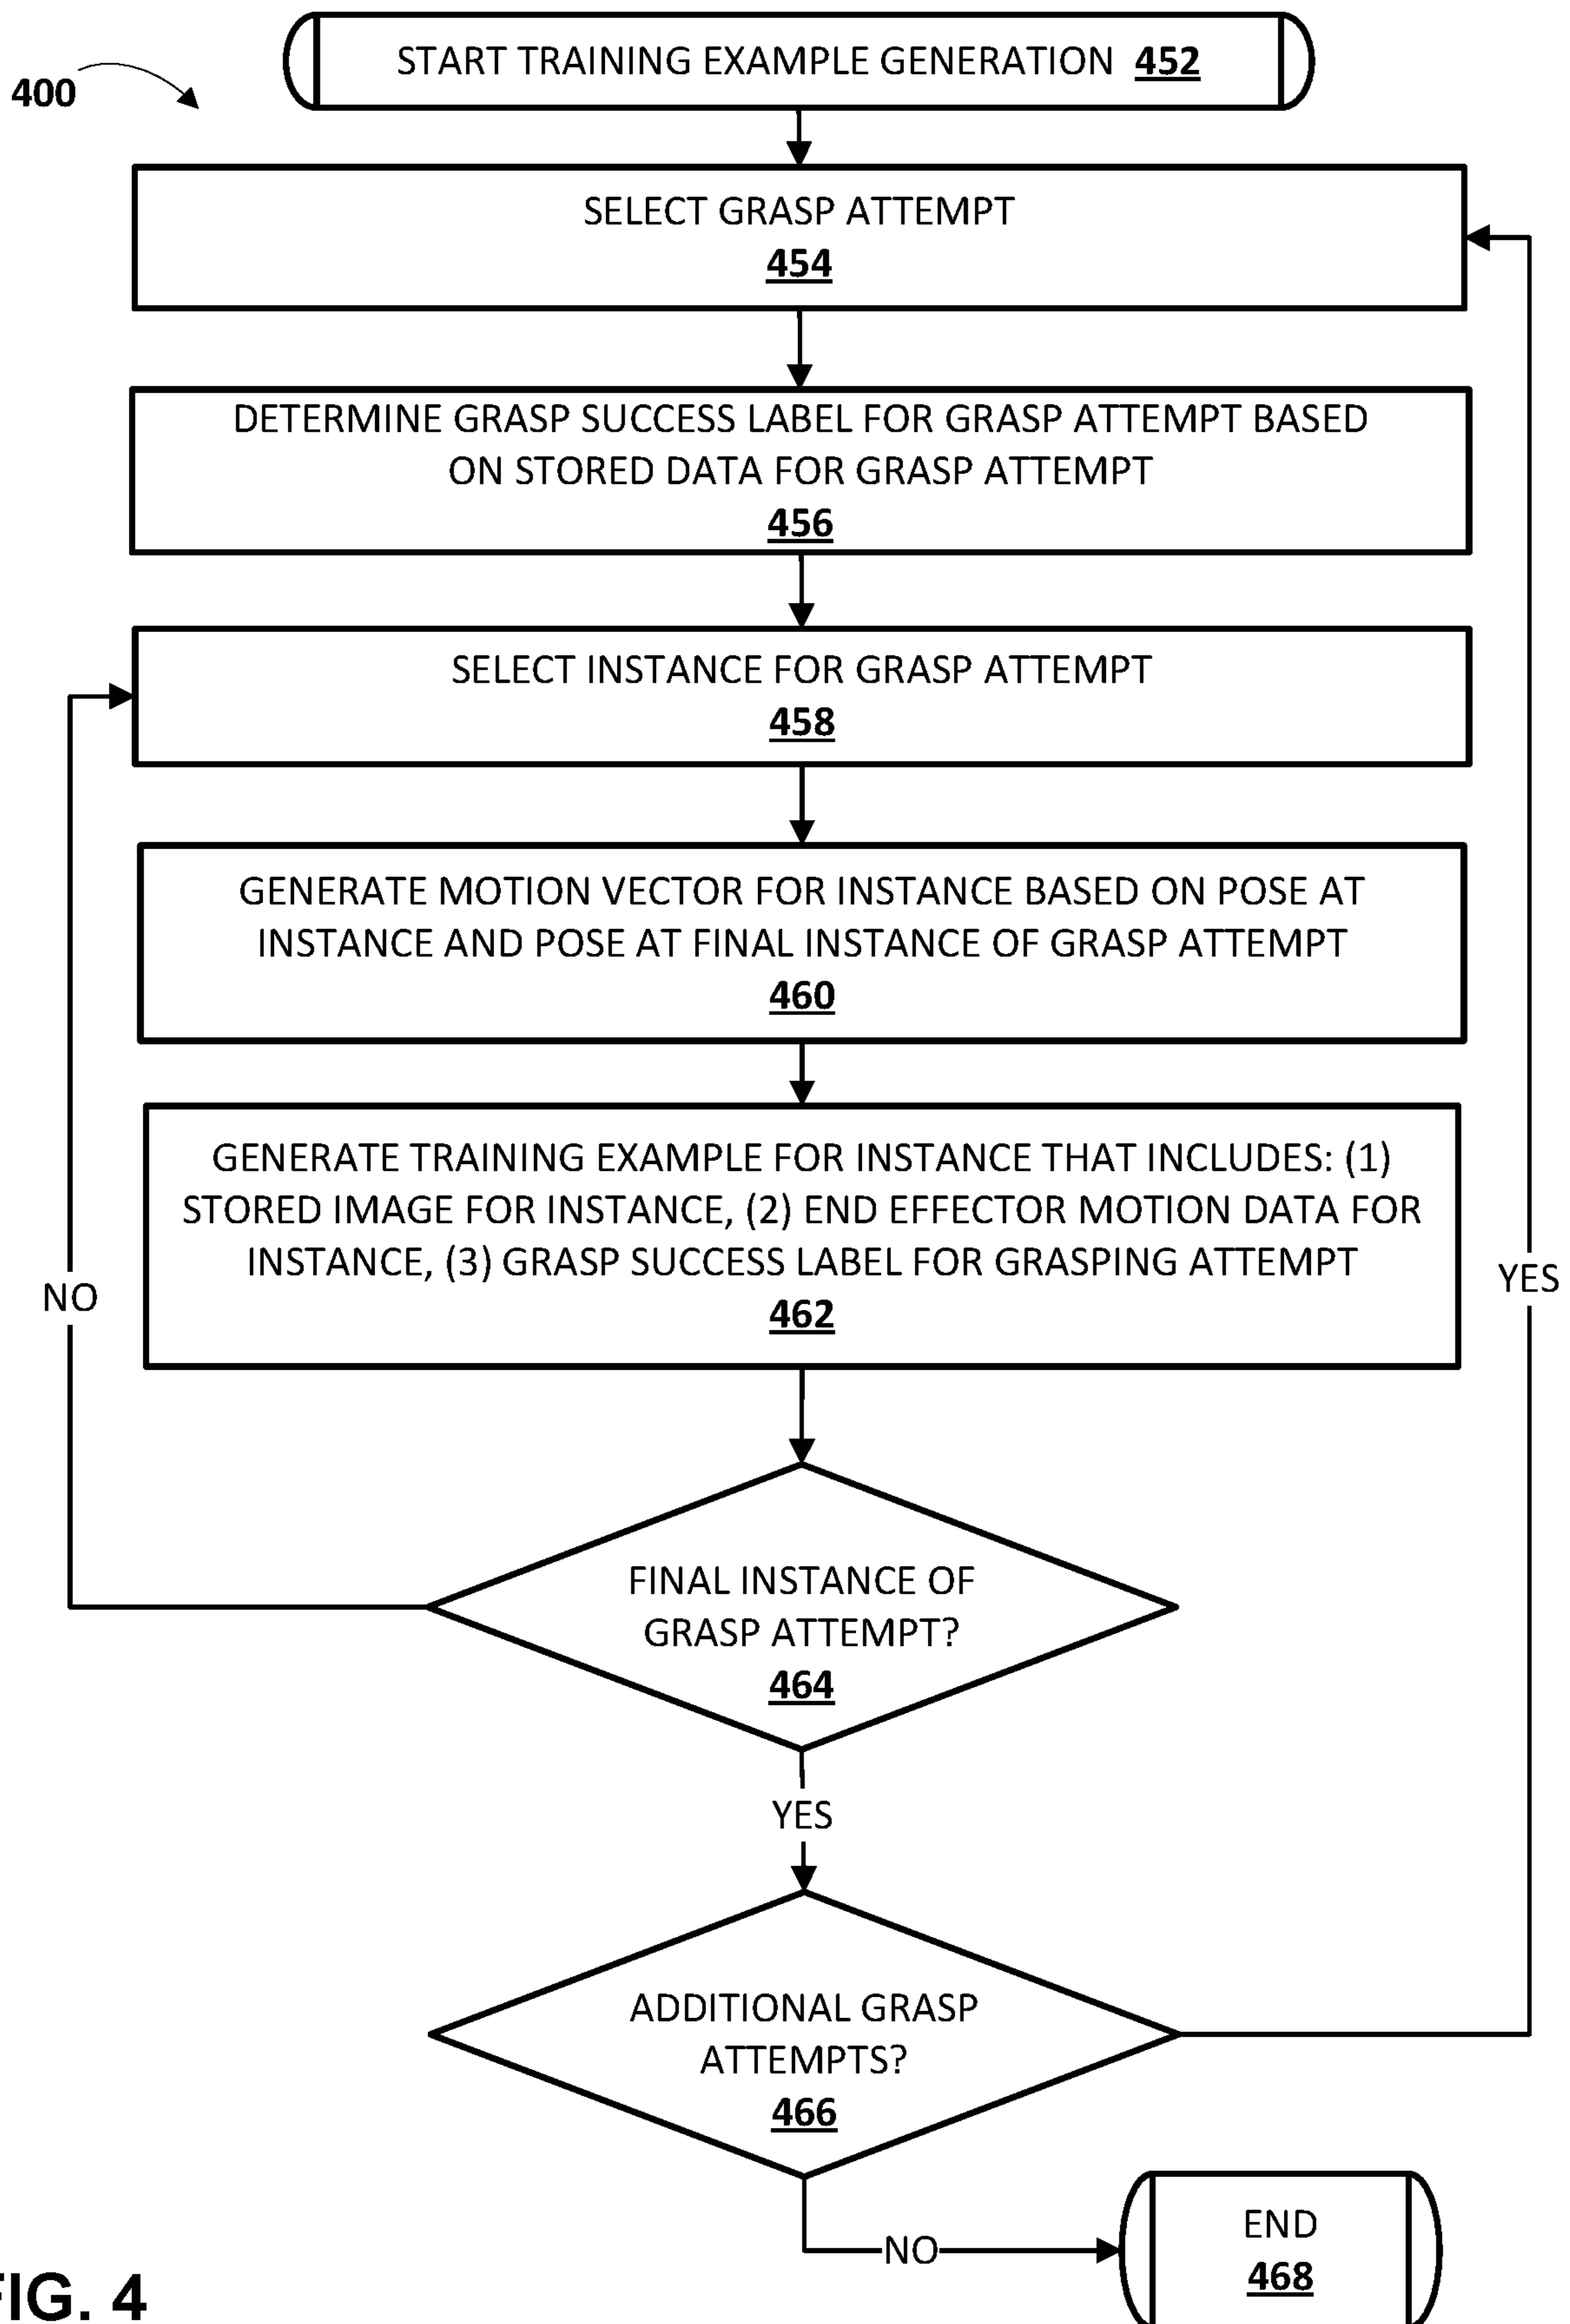 START TRAINING EXAMPLE GENERATION 452
400
SELECT GRASP ATTEMPT
454
DETERMINE GRASP SUCCESS LABEL FOR GRASP ATTEMPT BASED
ON STORED DATA FOR GRASP ATTEMPT
456
SELECT INSTANCE FOR GRASP ATTEMPT
458
GENERATE MOTION VECTOR FOR INSTANCE BASED ON POSE AT
INSTANCE AND POSE AT FINAL INSTANCE OF GRASP ATTEMPT
460
GENERATE TRAINING EXAMPLE FOR INSTANCE THAT INCLUDES: (1)
STORED IMAGE FOR INSTANCE, (2) END EFFECTOR MOTION DATA FOR
INSTANCE, (3) GRASP SUCCESS LABEL FOR GRASPING ATTEMPT
462
NO
YES
FINAL INSTANCE OF
GRASP ATTEMPT?
464
YES
ADDITIONAL GRASP
ATTEMPTS?
466
NO
END
468
FIG. 4